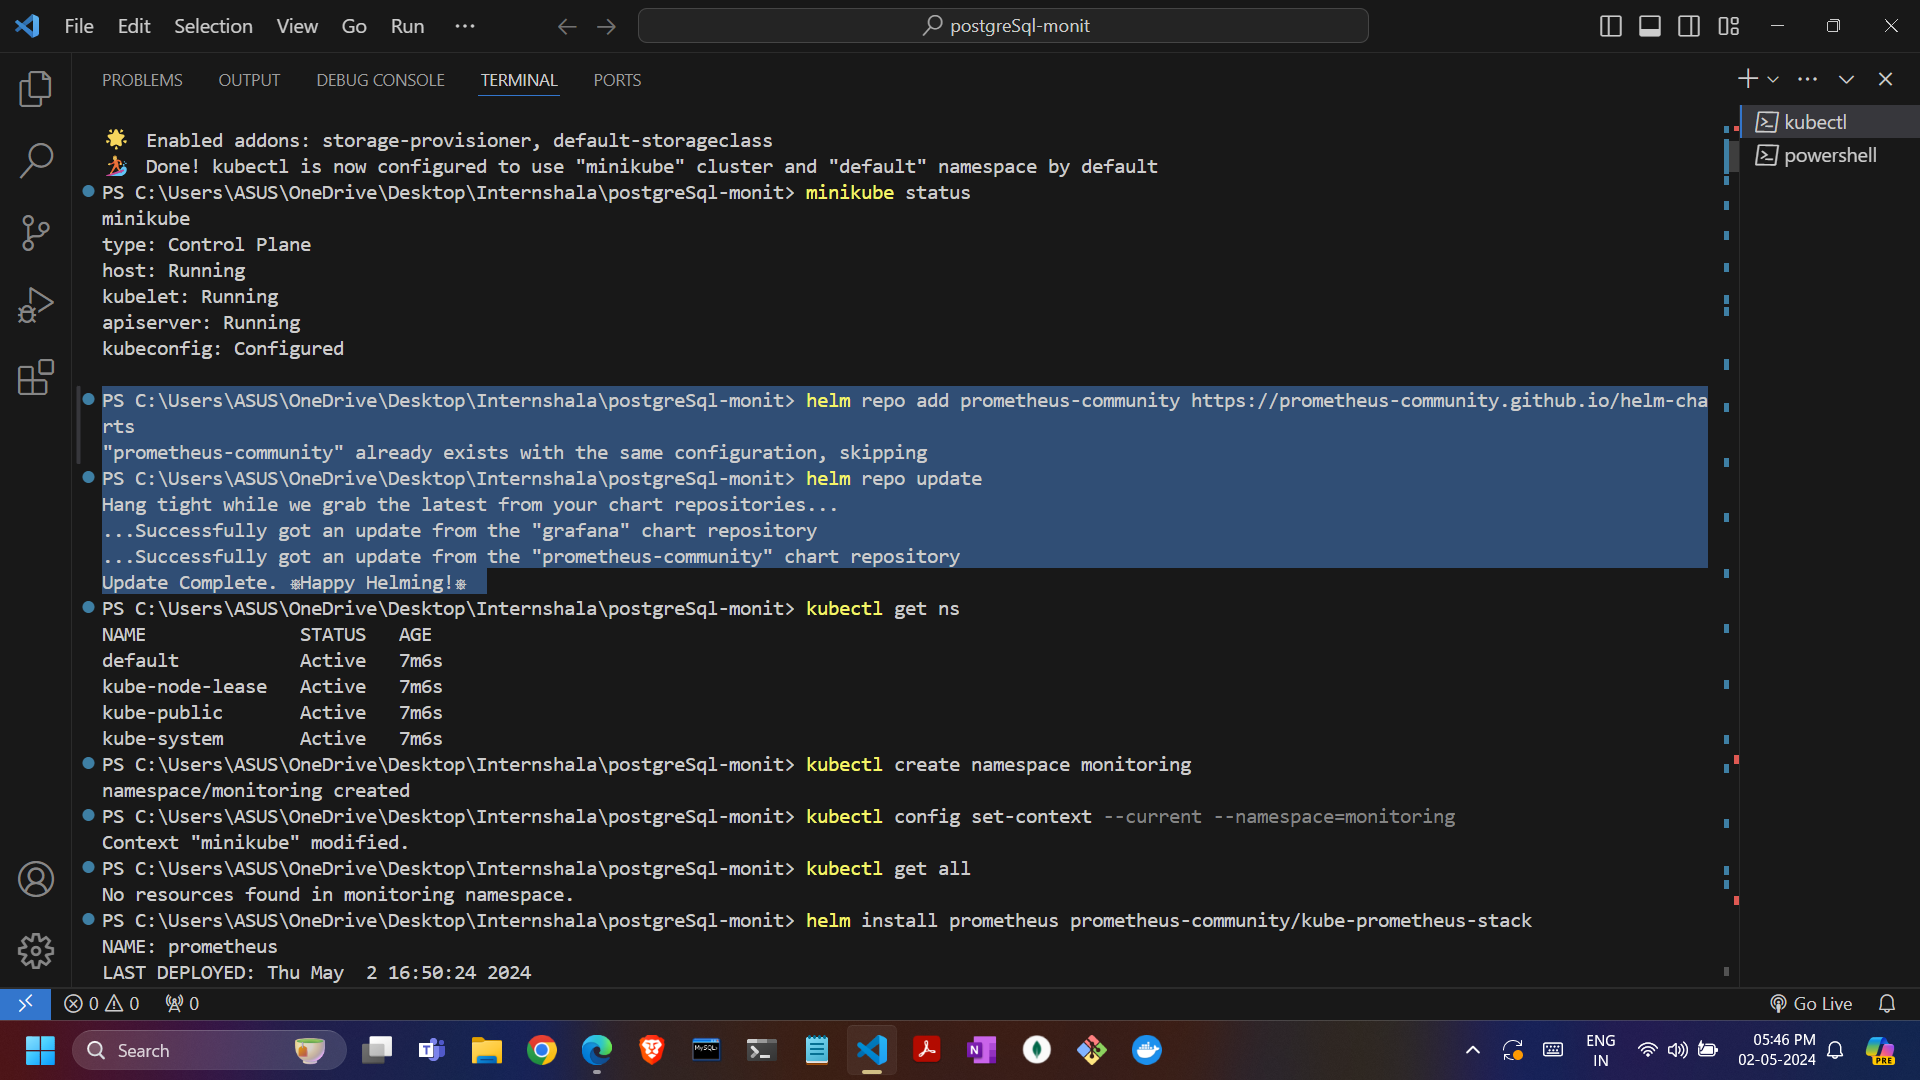 File Edit Selection View Go Run ... postgreSql-monit
PROBLEMS OUTPUT DEBUG CONSOLE TERMINAL PORTS
kubectl
powershell
Enabled addons: storage-provisioner, default-storageclass
Done! kubectl is now configured to use "minikube" cluster and "default" namespace by default
PS C:\Users\ASUS\OneDrive\Desktop\Internshala\postgreSql-monit> minikube status
minikube
type: Control Plane
host: Running
kubelet: Running
apiserver: Running
kubeconfig: Configured
PS C:\Users\ASUS\OneDrive\Desktop\Internshala\postgreSql-monit> helm repo add prometheus-community https://prometheus-community.github.io/helm-cha
rts
"prometheus-community" already exists with the same configuration, skipping
PS C:\Users\ASUS\OneDrive\Desktop\Internshala\postgreSql-monit> helm repo update
Hang tight while we grab the latest from your chart repositories...
...Successfully got an update from the "grafana" chart repository
...Successfully got an update from the "prometheus-community" chart repository
Update Complete. ⎈Happy Helming!⎈
PS C:\Users\ASUS\OneDrive\Desktop\Internshala\postgreSql-monit> kubectl get ns
NAME STATUS AGE
default Active 7m6s
kube-node-lease Active 7m6s
kube-public Active 7m6s
kube-system Active 7m6s
PS C:\Users\ASUS\OneDrive\Desktop\Internshala\postgreSql-monit> kubectl create namespace monitoring
namespace/monitoring created
PS C:\Users\ASUS\OneDrive\Desktop\Internshala\postgreSql-monit> kubectl config set-context --current --namespace=monitoring
Context "minikube" modified.
PS C:\Users\ASUS\OneDrive\Desktop\Internshala\postgreSql-monit> kubectl get all
No resources found in monitoring namespace.
PS C:\Users\ASUS\OneDrive\Desktop\Internshala\postgreSql-monit> helm install prometheus prometheus-community/kube-prometheus-stack
NAME: prometheus
LAST DEPLOYED: Thu May  2 16:50:24 2024
0 0 0 Go Live
Search
MySQL
ENG
IN
05:46 PM
02-05-2024
PRE